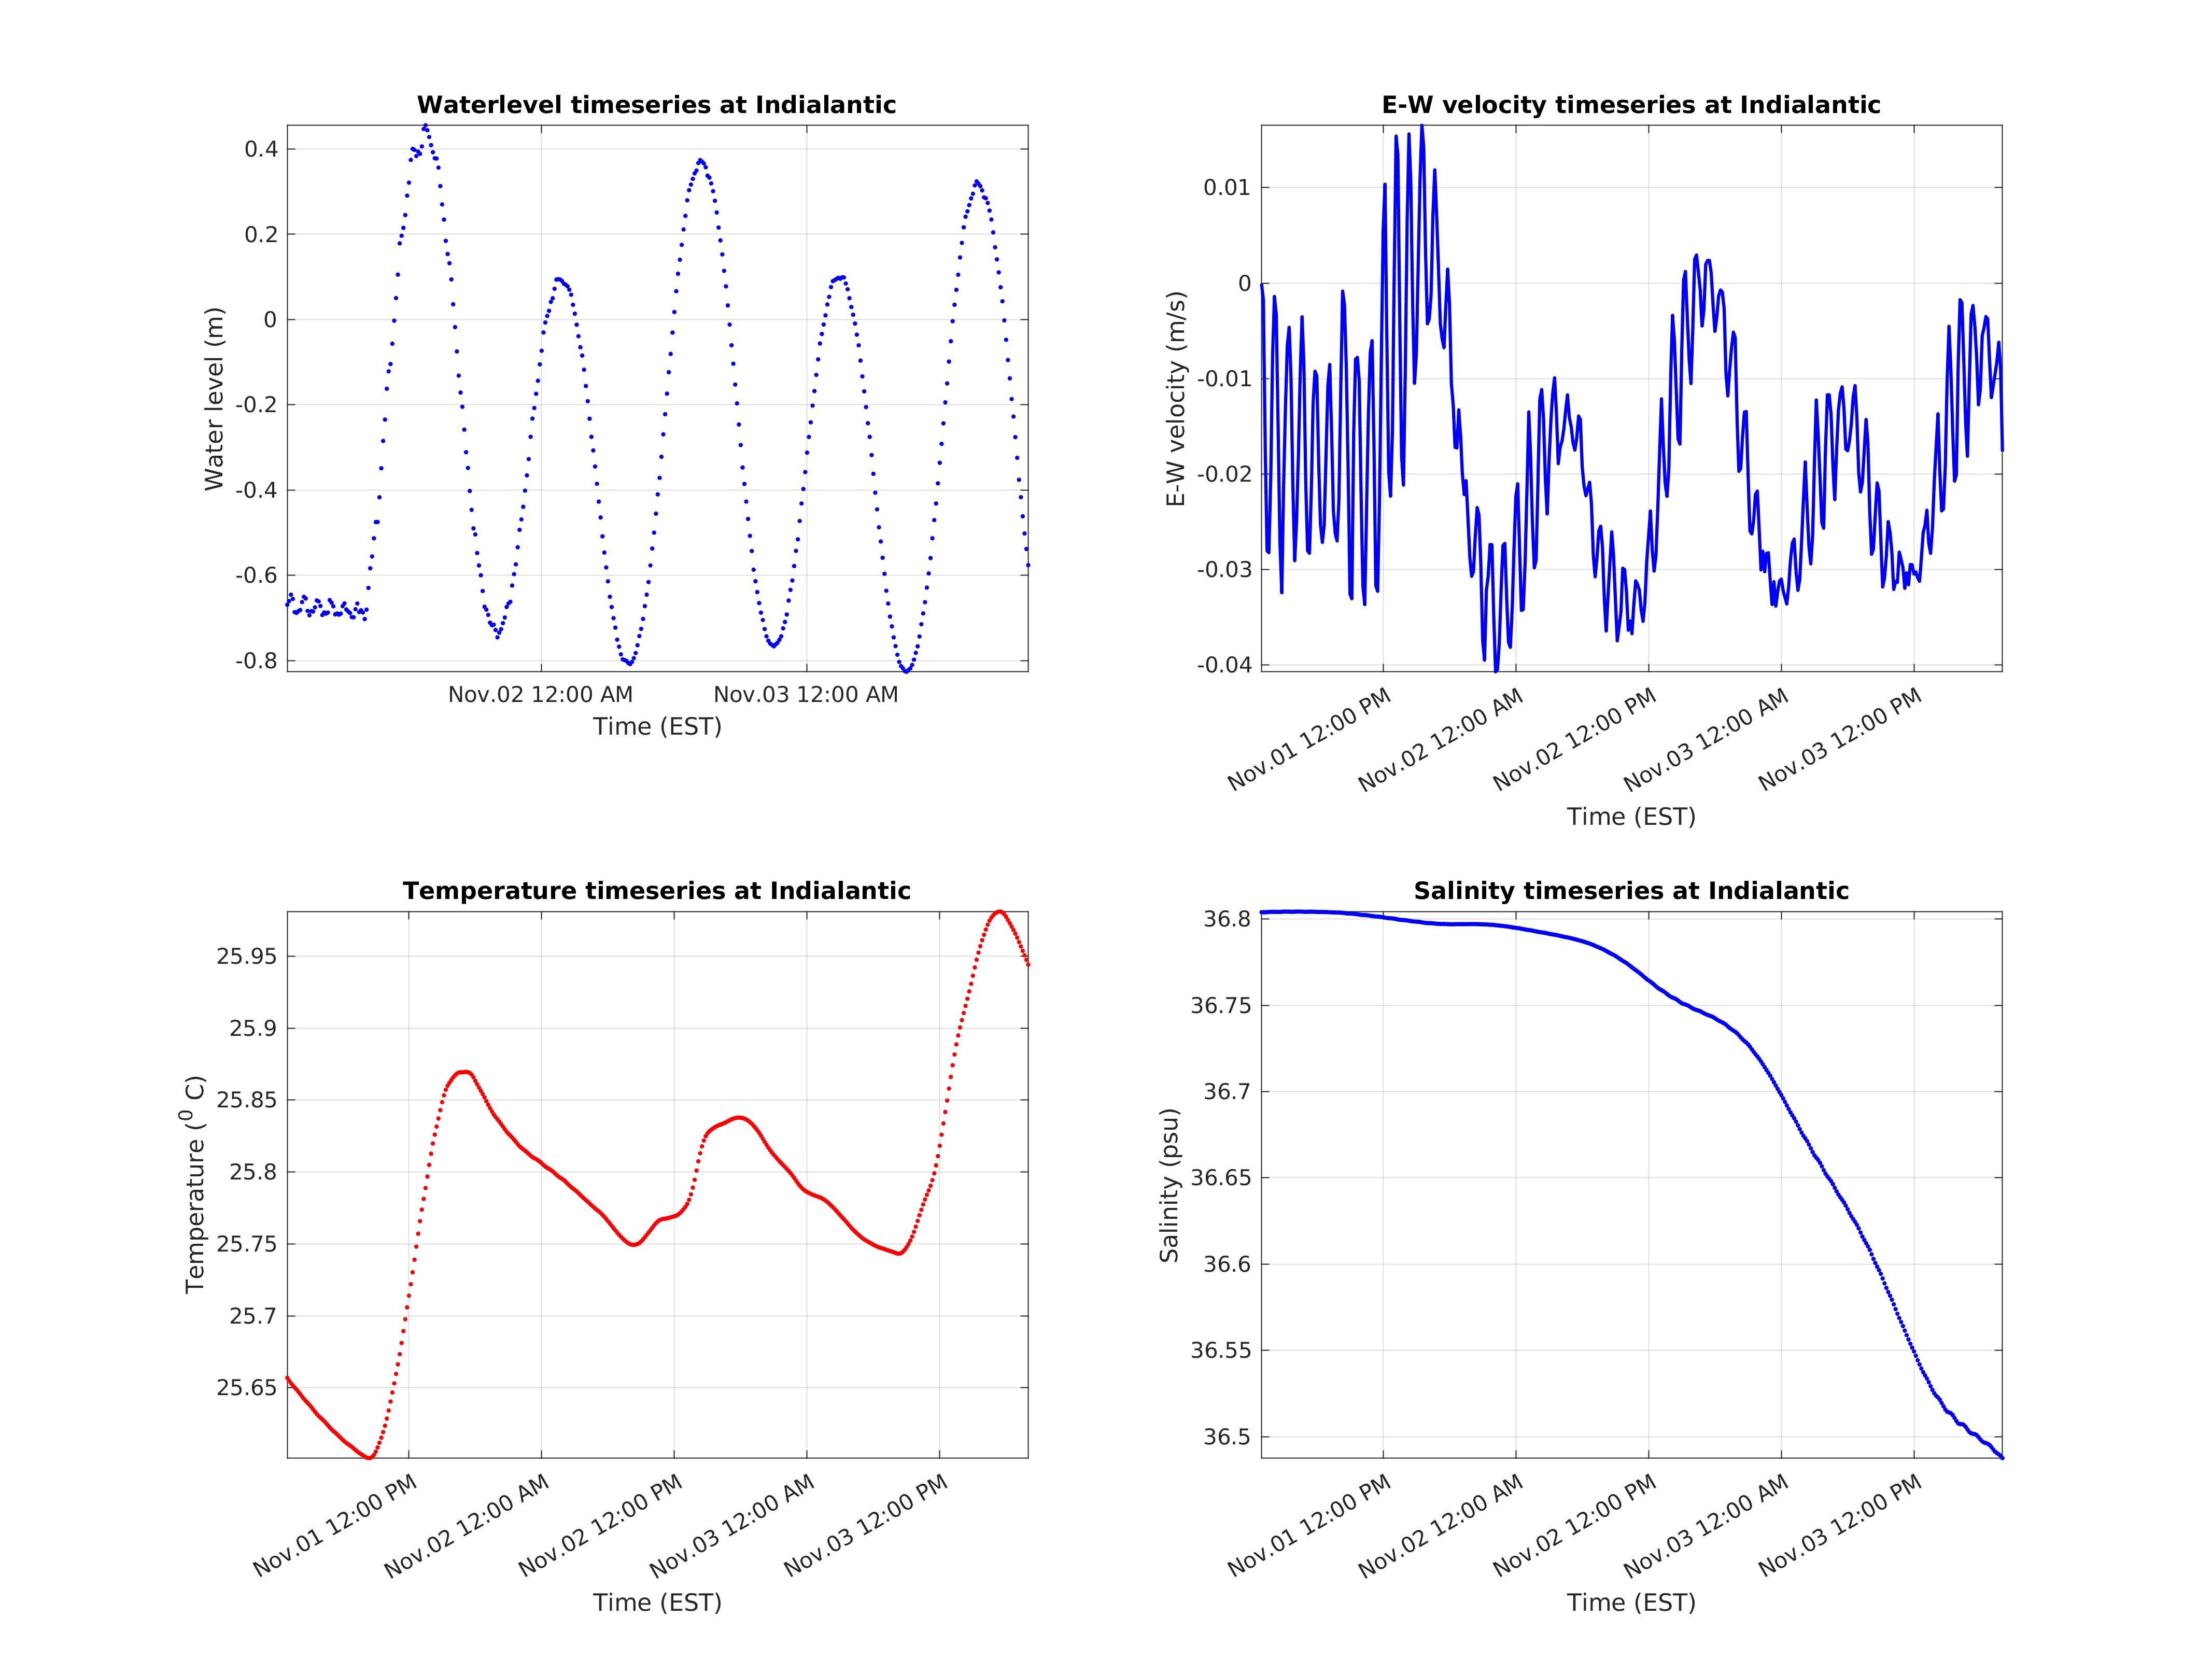 Waterlevel timeseries at Indialantic
0.4
0.2
0
-0.2
-0.4
-0.6
-0.8
Water level (m)
Nov.02 12:00 AM
Nov.03 12:00 AM
Time (EST)
E-W velocity timeseries at Indialantic
0.01
0
-0.01
-0.02
-0.03
-0.04
E-W velocity (m/s)
Nov.01 12:00 PM
Nov.02 12:00 AM
Nov.02 12:00 PM
Nov.03 12:00 AM
Nov.03 12:00 PM
Time (EST)
Temperature timeseries at Indialantic
25.95
25.9
25.85
25.8
25.75
25.7
25.65
Temperature (⁰ C)
Nov.01 12:00 PM
Nov.02 12:00 AM
Nov.02 12:00 PM
Nov.03 12:00 AM
Nov.03 12:00 PM
Time (EST)
Salinity timeseries at Indialantic
36.8
36.75
36.7
36.65
36.6
36.55
36.5
Salinity (psu)
Nov.01 12:00 PM
Nov.02 12:00 AM
Nov.02 12:00 PM
Nov.03 12:00 AM
Nov.03 12:00 PM
Time (EST)